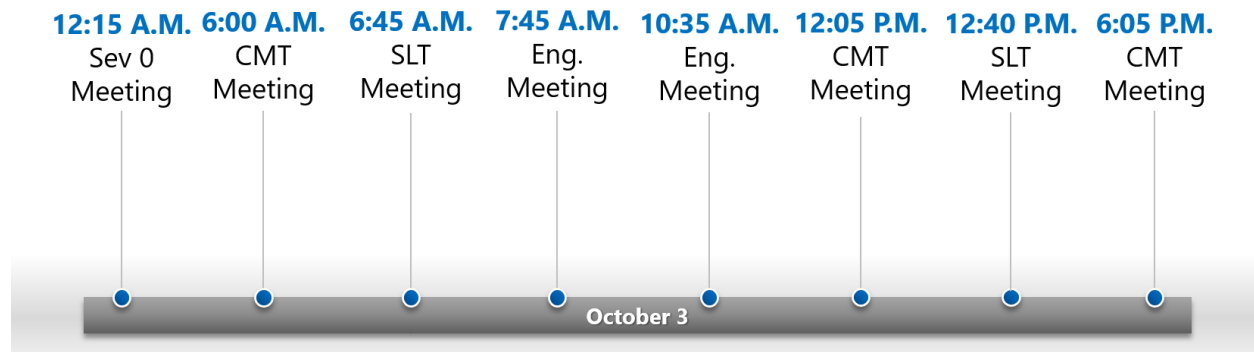 12:15 A.M.
Sev 0
Meeting
6:00 A.M.
CMT
Meeting
6:45 A.M.
SLT
Meeting
7:45 A.M.
Eng.
Meeting
10:35 A.M.
Eng.
Meeting
12:05 P.M.
CMT
Meeting
12:40 P.M.
SLT
Meeting
6:05 P.M.
CMT
Meeting
October 3